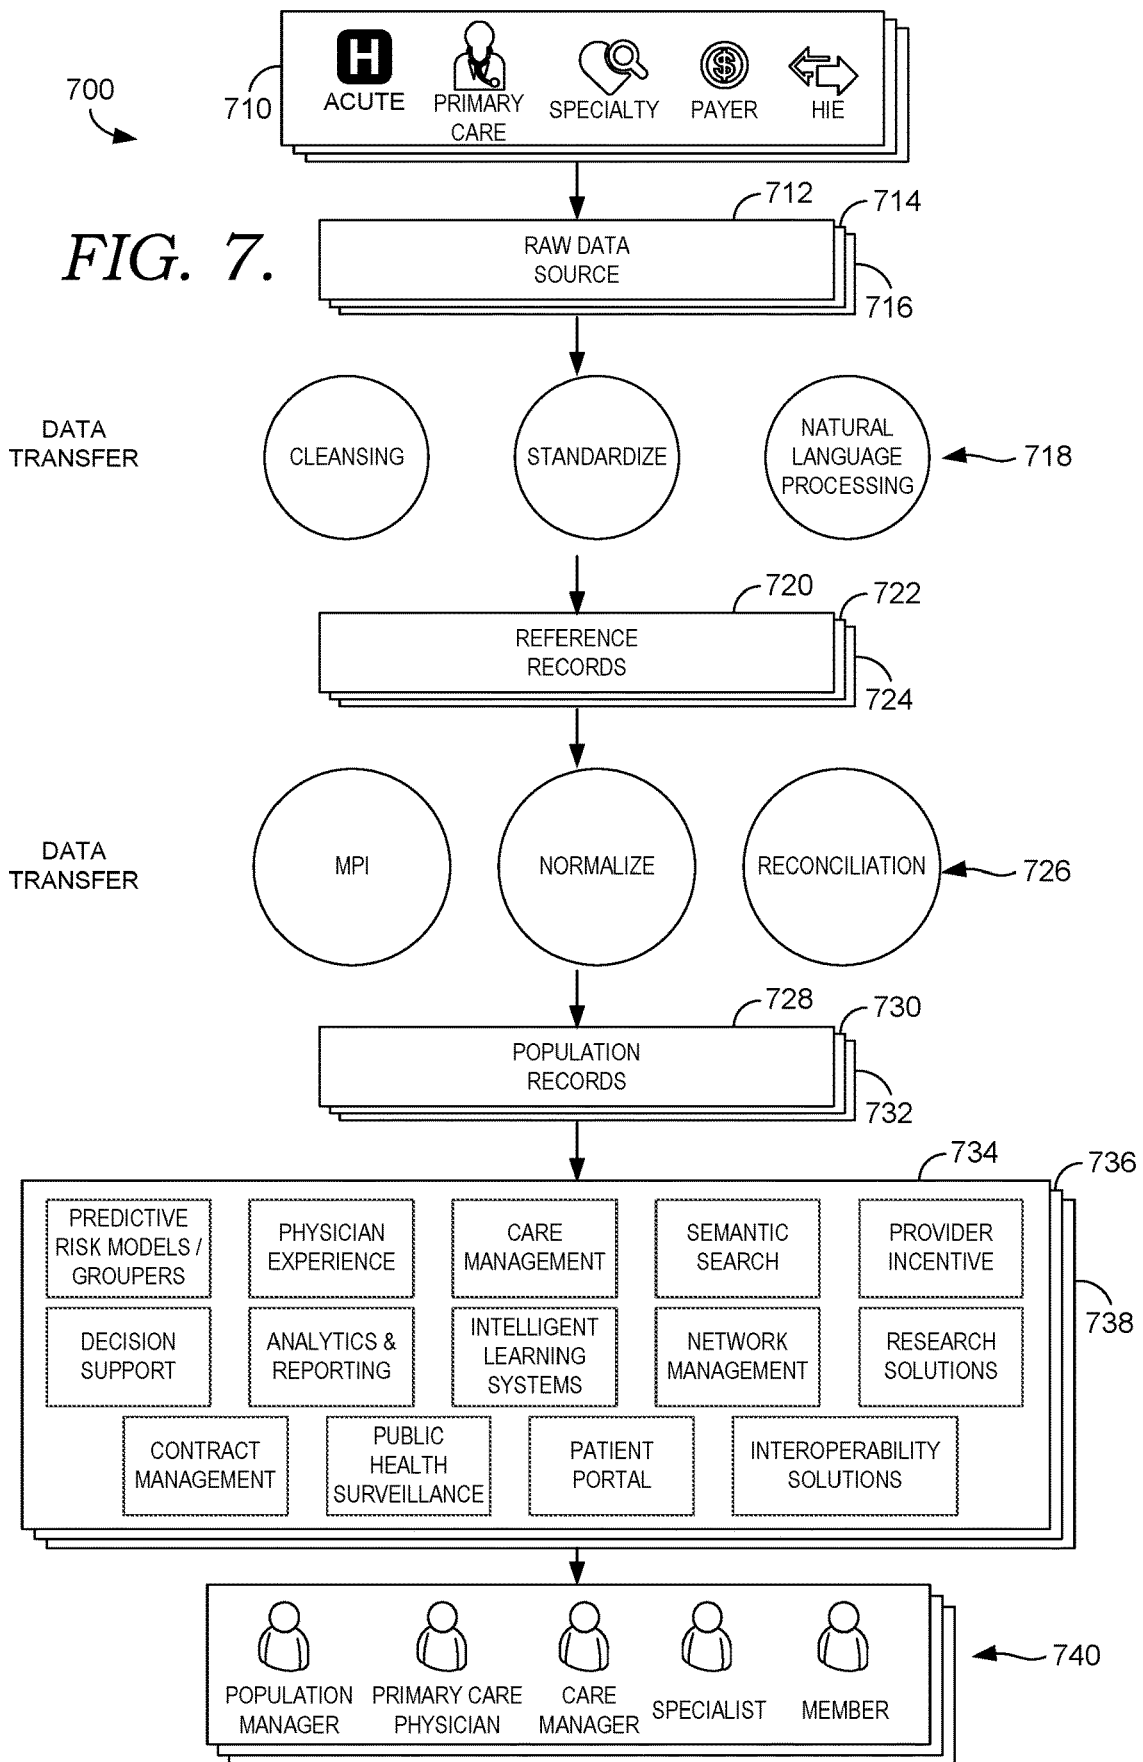 H
$
ACUTE
PRIMARY
CARE
SPECIALTY
PAYER
HIE
700
710
FIG. 7.
712
714
RAW DATA
SOURCE
716
DATA
TRANSFER
CLEANSING
STANDARDIZE
NATURAL
LANGUAGE
PROCESSING
718
720
722
REFERENCE
RECORDS
724
DATA
TRANSFER
MPI
NORMALIZE
RECONCILIATION
726
728
730
POPULATION
RECORDS
732
734
736
PREDICTIVE
RISK MODELS /
GROUPERS
PHYSICIAN
EXPERIENCE
CARE
MANAGEMENT
SEMANTIC
SEARCH
PROVIDER
INCENTIVE
738
DECISION
SUPPORT
ANALYTICS &
REPORTING
INTELLIGENT
LEARNING
SYSTEMS
NETWORK
MANAGEMENT
RESEARCH
SOLUTIONS
CONTRACT
MANAGEMENT
PUBLIC
HEALTH
SURVEILLANCE
PATIENT
PORTAL
INTEROPERABILITY
SOLUTIONS
740
POPULATION
MANAGER
PRIMARY CARE
PHYSICIAN
CARE
MANAGER
SPECIALIST
MEMBER